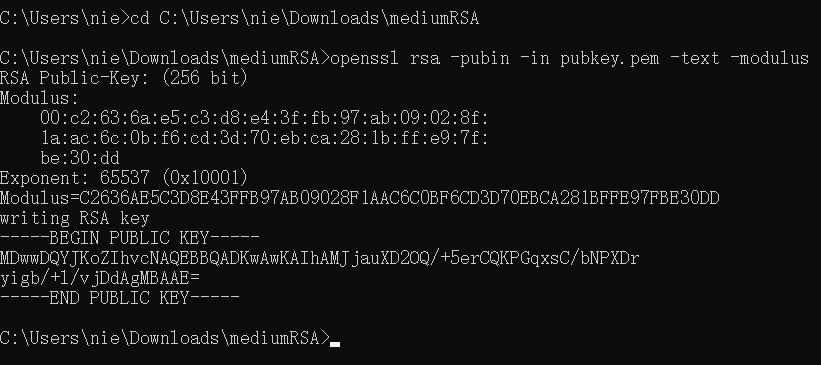 C:\Users\nie>cd C:\Users\nie\Downloads\mediumRSA
C:\Users\nie\Downloads\mediumRSA>openssl rsa -pubin -in pubkey.pem -text -modulus
RSA Public-Key: (256 bit)
Modulus:
    00:c2:63:6a:e5:c3:d8:e4:3f:fb:97:ab:09:02:8f:
    1a:ac:6c:0b:f6:cd:3d:70:eb:ca:28:1b:ff:e9:7f:
    be:30:dd
Exponent: 65537 (0x10001)
Modulus=C2636AE5C3D8E43FFB97AB09028F1AAC6C0BF6CD3D70EBCA281BFFE97FBE30DD
writing RSA key
-----BEGIN PUBLIC KEY-----
MDwwDQYJKoZIhvcNAQEBBQADKwAwKAIhAMJjauXD2OQ/+5erCQKPGqxsC/bNPXDr
yigb/+l/vjDdAgMBAAE=
-----END PUBLIC KEY-----
C:\Users\nie\Downloads\mediumRSA>